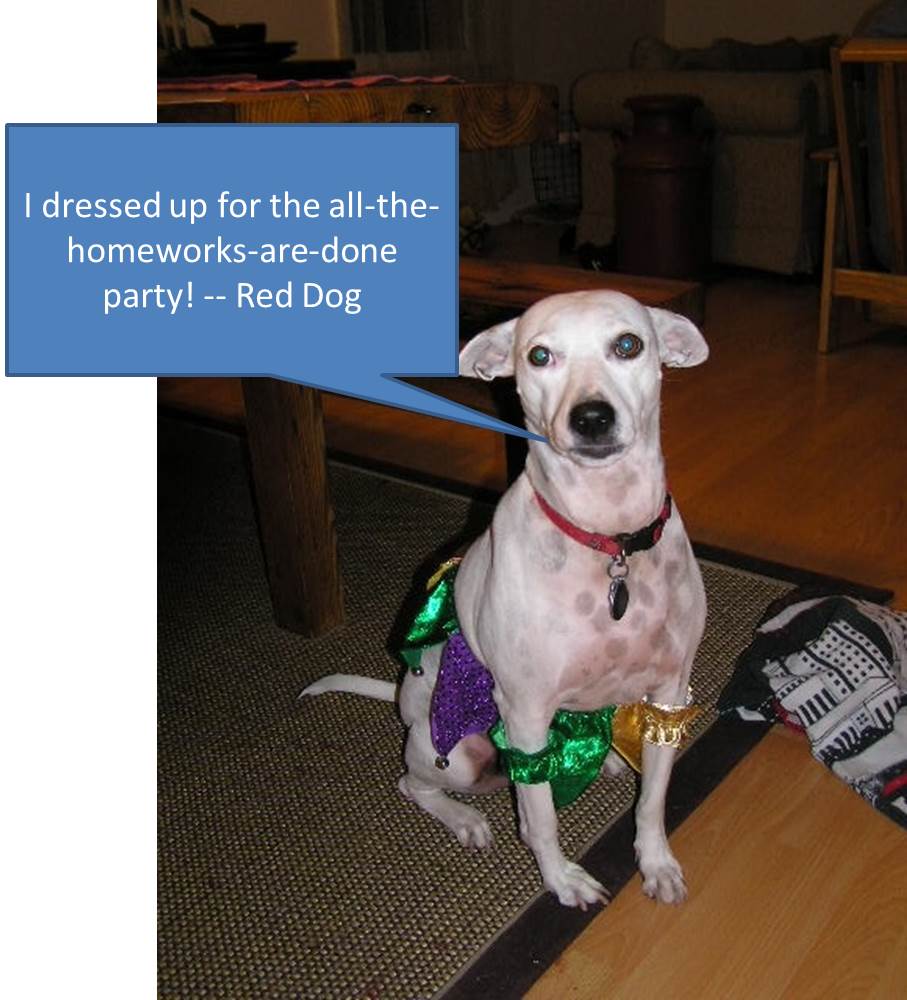 I dressed up for the all-the-
homeworks-are-done
party! -- Red Dog